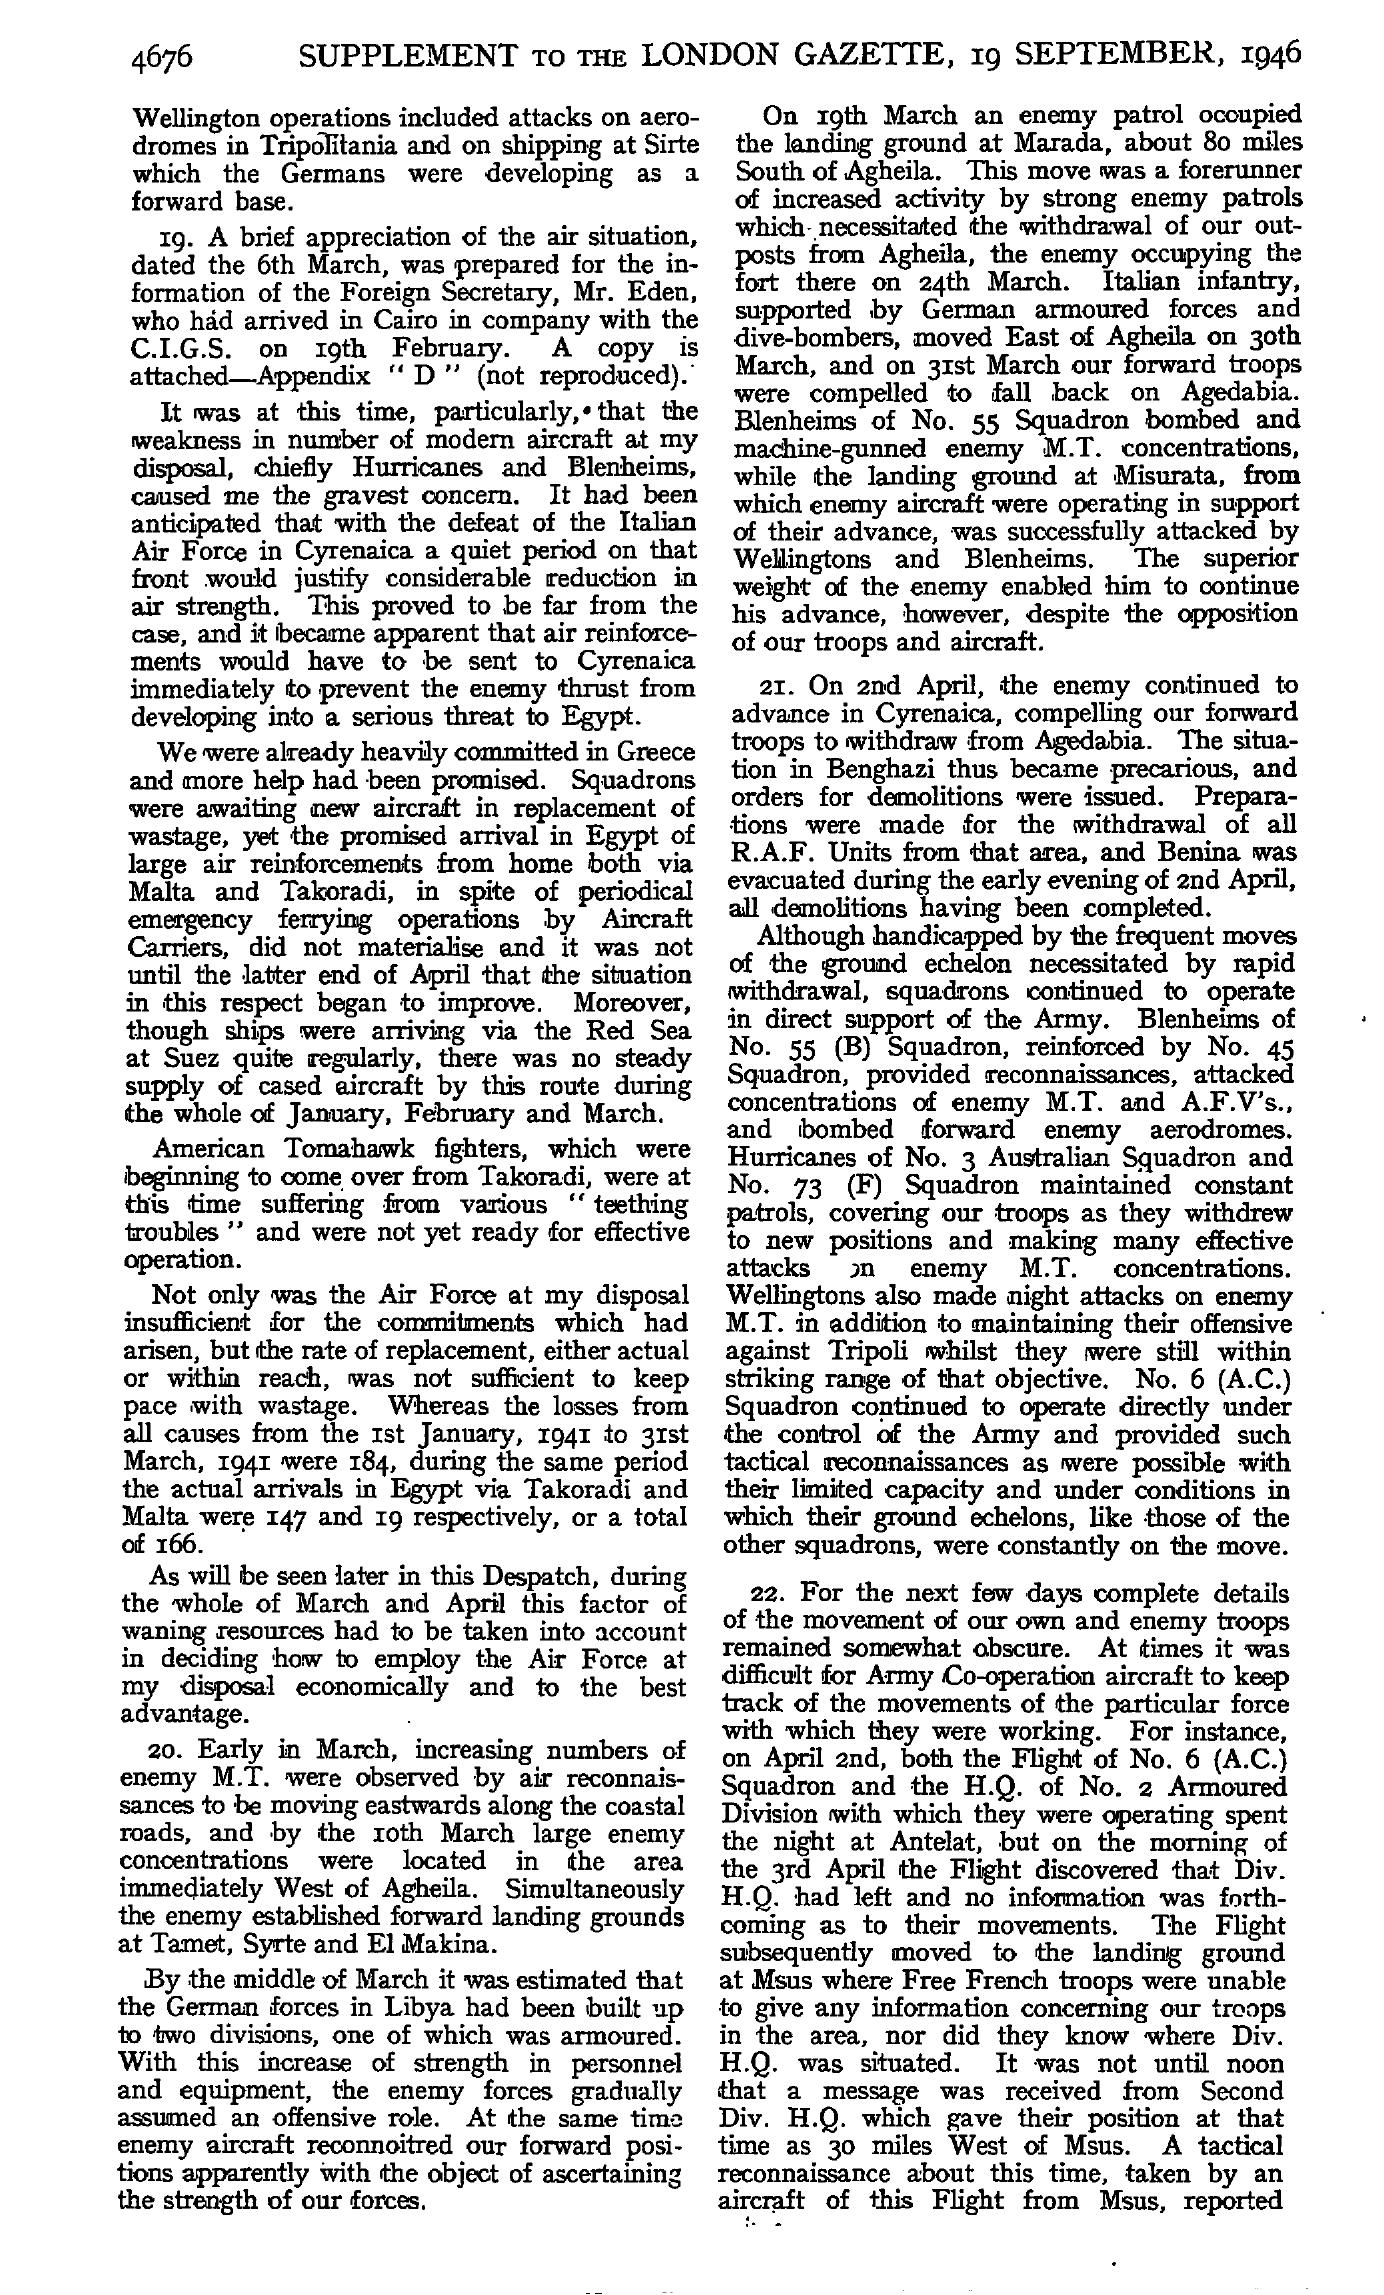 4676 SUPPLEMENT TO THE LONDON GAZETTE, 19 SEPTEMBER, 1946
Wellington operations included attacks on aero-
dromes in Tripolitania and on shipping at Sirte
which the Germans were developing as a
forward base.
19. A brief appreciation of the air situation,
dated the 6th March, was prepared for the in-
formation of the Foreign Secretary, Mr. Eden,
who had arrived in Cairo in company with the
C.I.G.S. on 19th February. A copy is
attached—Appendix " D " (not reproduced).
It was at this time, particularly, that the
weakness in number of modern aircraft at my
disposal, chiefly Hurricanes and Blenheims,
caused me the gravest concern. It had been
anticipated that with the defeat of the Italian
Air Force in Cyrenaica a quiet period on that
front would justify considerable reduction in
air strength. This proved to be far from the
case, and it became apparent that air reinforce-
ments would have to be sent to Cyrenaica
immediately to prevent the enemy thrust from
developing into a serious threat to Egypt.
We were already heavily committed in Greece
and more help had been promised. Squadrons
were awaiting new aircraft in replacement of
wastage, yet the promised arrival in Egypt of
large air reinforcements from home both via
Malta and Takoradi, in spite of periodical
emergency ferrying operations by Aircraft
Carriers, did not materialise and it was not
until the latter end of April that the situation
in this respect began to improve. Moreover,
though ships were arriving via the Red Sea
at Suez quite regularly, there was no steady
supply of cased aircraft by this route during
the whole of January, February and March.
American Tomahawk fighters, which were
beginning to come over from Takoradi, were at
this time suffering from various " teething
troubles " and were not yet ready for effective
operation.
Not only was the Air Force at my disposal
insufficient for the commitments which had
arisen, but the rate of replacement, either actual
or within reach, was not sufficient to keep
pace with wastage. Whereas the losses from
all causes from the 1st January, 1941 to 31st
March, 1941 were 184, during the same period
the actual arrivals in Egypt via Takoradi and
Malta were 147 and 19 respectively, or a total
of 166.
As will be seen later in this Despatch, during
the whole of March and April this factor of
waning resources had to be taken into account
in deciding how to employ the Air Force at
my disposal economically and to the best
advantage.
20. Early in March, increasing numbers of
enemy M.T. were observed by air reconnais-
sances to be moving eastwards along the coastal
roads, and by the 10th March large enemy
concentrations were located in the area
immediately West of Agheila. Simultaneously
the enemy established forward landing grounds
at Tamet, Syrte and El Makina.
By the middle of March it was estimated that
the German forces in Libya had been built up
to two divisions, one of which was armoured.
With this increase of strength in personnel
and equipment, the enemy forces gradually
assumed an offensive role. At the same time
enemy aircraft reconnoitred our forward posi-
tions apparently with the object of ascertaining
the strength of our forces.
On 19th March an enemy patrol occupied
the landing ground at Marada, about 80 miles
South of Agheila. This move was a forerunner
of increased activity by strong enemy patrols
which necessitated the withdrawal of our out-
posts from Agheila, the enemy occupying the
fort there on 24th March. Italian infantry,
supported by German armoured forces and
dive-bombers, moved East of Agheila on 30th
March, and on 31st March our forward troops
were compelled to fall back on Agedabia.
Blenheims of No. 55 Squadron bombed and
machine-gunned enemy M.T. concentrations,
while the landing ground at Misurata, from
which enemy aircraft were operating in support
of their advance, was successfully attacked by
Wellingtons and Blenheims. The superior
weight of the enemy enabled him to continue
his advance, however, despite the opposition
of our troops and aircraft.
21. On 2nd April, the enemy continued to
advance in Cyrenaica, compelling our forward
troops to withdraw from Agedabia. The situa-
tion in Benghazi thus became precarious, and
orders for demolitions were issued. Prepara-
tions were made for the withdrawal of all
R.A.F. Units from that area, and Benina was
evacuated during the early evening of 2nd April,
all demolitions having been completed.
Although handicapped by the frequent moves
of the ground echelon necessitated by rapid
withdrawal, squadrons continued to operate
in direct support of the Army. Blenheims of
No. 55 (B) Squadron, reinforced by No. 45
Squadron, provided reconnaissances, attacked
concentrations of enemy M.T. and A.F.V's.,
and bombed forward enemy aerodromes.
Hurricanes of No. 3 Australian Squadron and
No. 73 (F) Squadron maintained constant
patrols, covering our troops as they withdrew
to new positions and making many effective
attacks on enemy M.T. concentrations.
Wellingtons also made night attacks on enemy
M.T. in addition to maintaining their offensive
against Tripoli whilst they were still within
striking range of that objective. No. 6 (A.C.)
Squadron continued to operate directly under
the control of the Army and provided such
tactical reconnaissances as were possible with
their limited capacity and under conditions in
which their ground echelons, like those of the
other squadrons, were constantly on the move.
22. For the next few days complete details
of the movement of our own and enemy troops
remained somewhat obscure. At times it was
difficult for Army Co-operation aircraft to keep
track of the movements of the particular force
with which they were working. For instance,
on April 2nd, both the Flight of No. 6 (A.C.)
Squadron and the H.Q. of No. 2 Armoured
Division with which they were operating spent
the night at Antelat, but on the morning of
the 3rd April the Flight discovered that Div.
H.Q. had left and no information was forth-
coming as to their movements. The Flight
subsequently moved to the landing ground
at Msus where Free French troops were unable
to give any information concerning our troops
in the area, nor did they know where Div.
H.Q. was situated. It was not until noon
that a message was received from Second
Div. H.Q. which gave their position at that
time as 30 miles West of Msus. A tactical
reconnaissance about this time, taken by an
aircraft of this Flight from Msus, reported